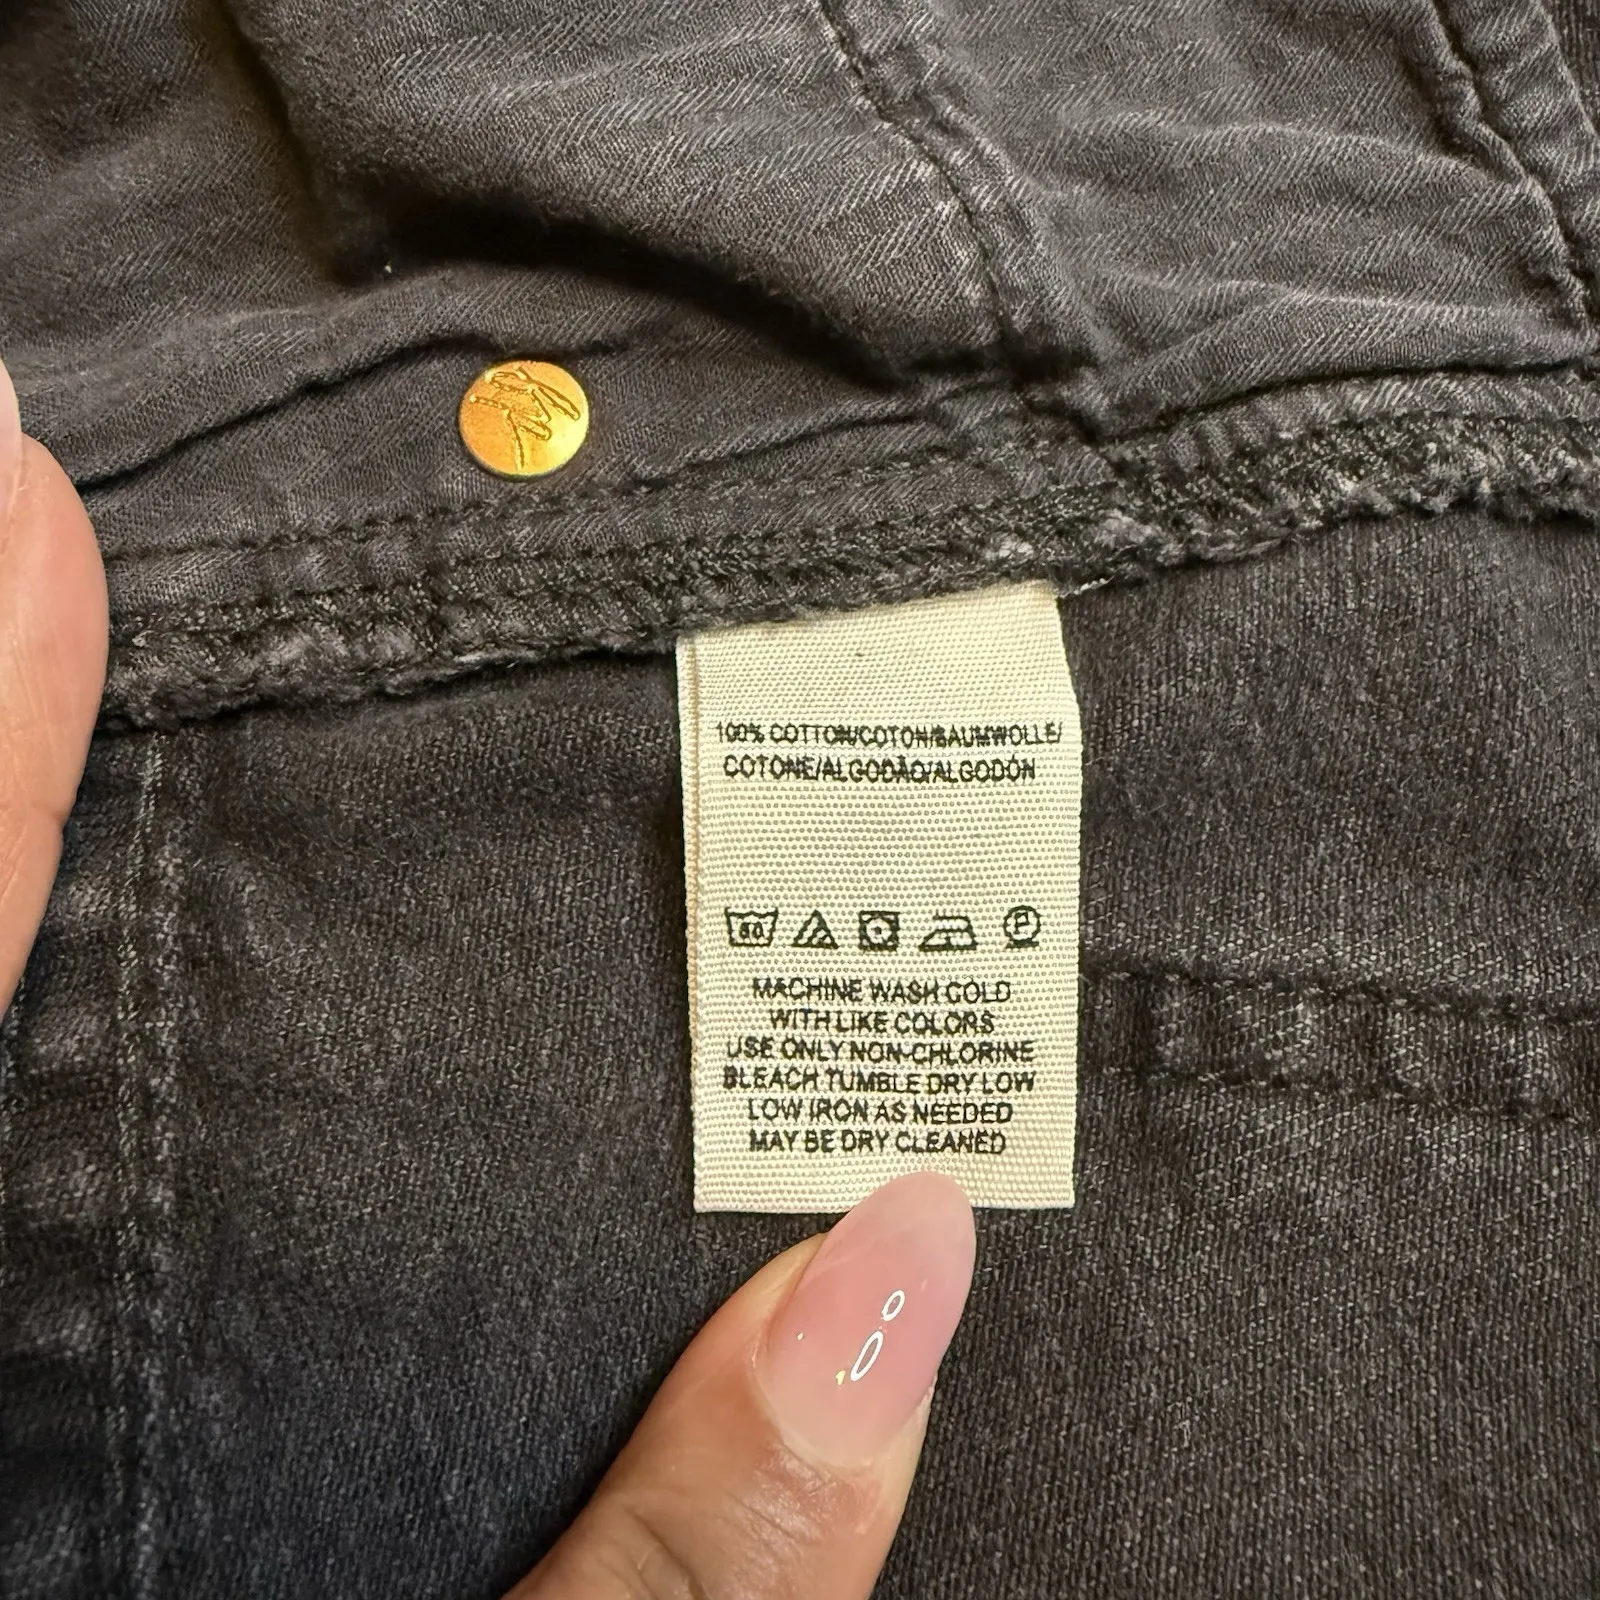 100% COTTON/COTON/BAUMWOLLE/
COTONE/ALGODÃO/ALGODÓN
MACHINE WASH COLD
WITH LIKE COLORS
USE ONLY NON-CHLORINE
BLEACH TUMBLE DRY LOW
LOW IRON AS NEEDED
MAY BE DRY CLEANED